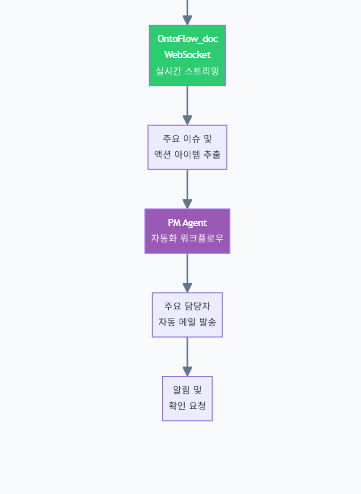 OntoFlow_doc
WebSocket
실시간 스트리밍
주요 이슈 및
액션 아이템 추출
PM Agent
자동화 워크플로우
주요 담당자
자동 메일 발송
알림 및
확인 요청